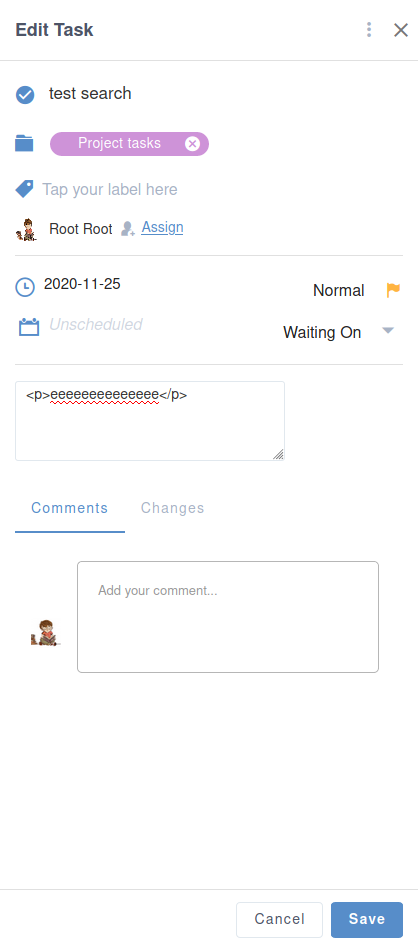 Edit Task
test search
Project tasks
Tap your label here
Root Root Assign
2020-11-25
Normal
Unscheduled
Waiting On
<p>eeeeeeeeeeeeee</p>
Comments Changes
Add your comment...
Cancel Save